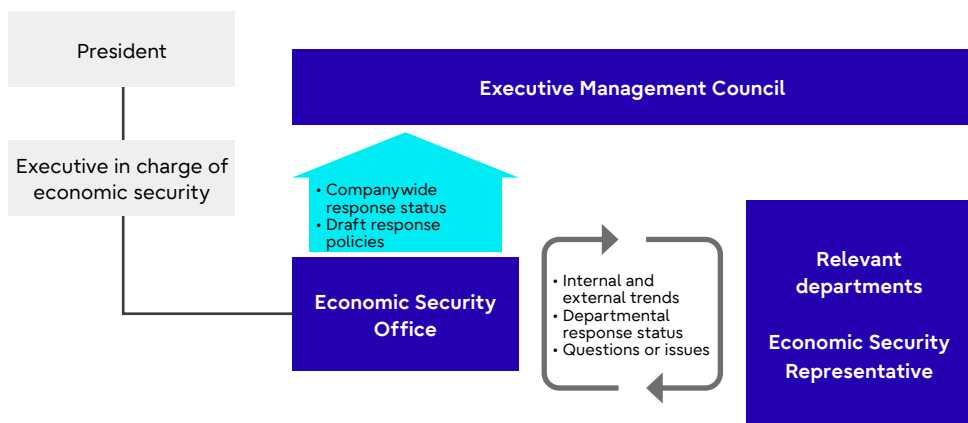 President
Executive Management Council
Executive in charge of
economic security
• Companywide
response status
• Draft response
policies
Economic Security
Office
• Internal and
external trends
• Departmental
response status
• Questions or issues
Relevant
departments
Economic Security
Representative